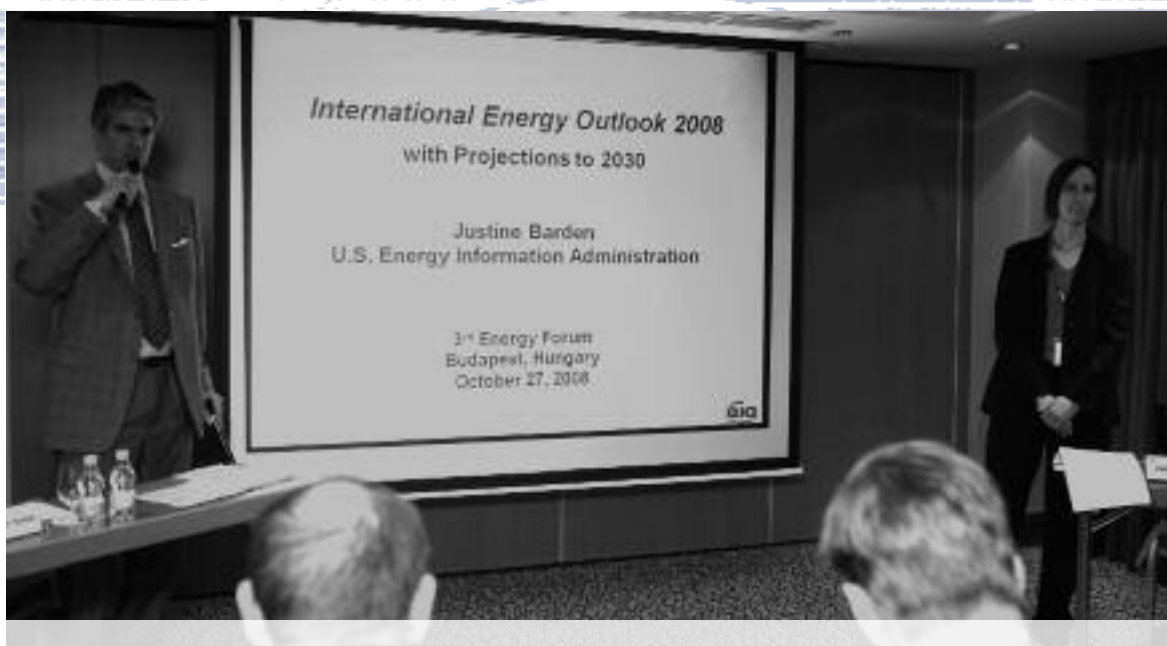 International Energy Outlook 2008
with Projections to 2030
Justine Barden
U.S. Energy Information Administration
3rd Energy Forum
Budapest, Hungary
October 27, 2008
eia